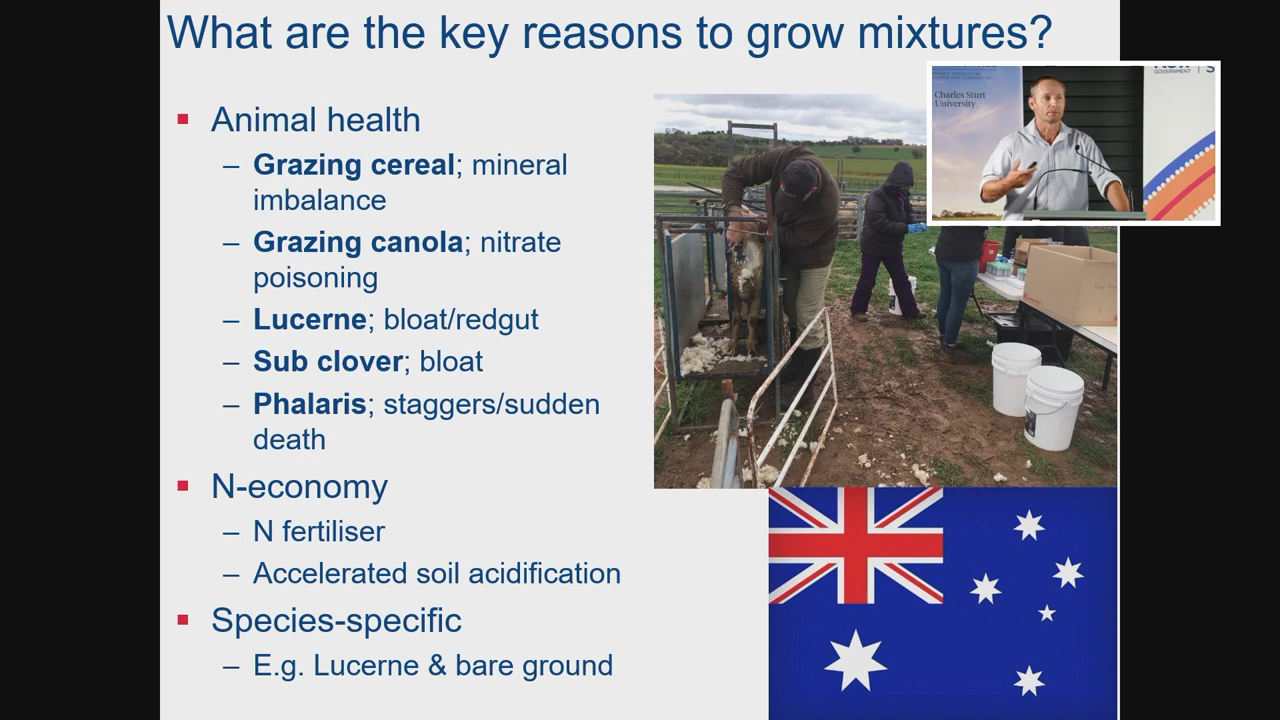 What are the key reasons to grow mixtures?
Animal health
– Grazing cereal; mineral
imbalance
– Grazing canola; nitrate
poisoning
– Lucerne; bloat/redgut
– Sub clover; bloat
– Phalaris; staggers/sudden
death
N-economy
– N fertiliser
– Accelerated soil acidification
Species-specific
– E.g. Lucerne & bare ground
Charles Sturt
University
GOVERNMENT